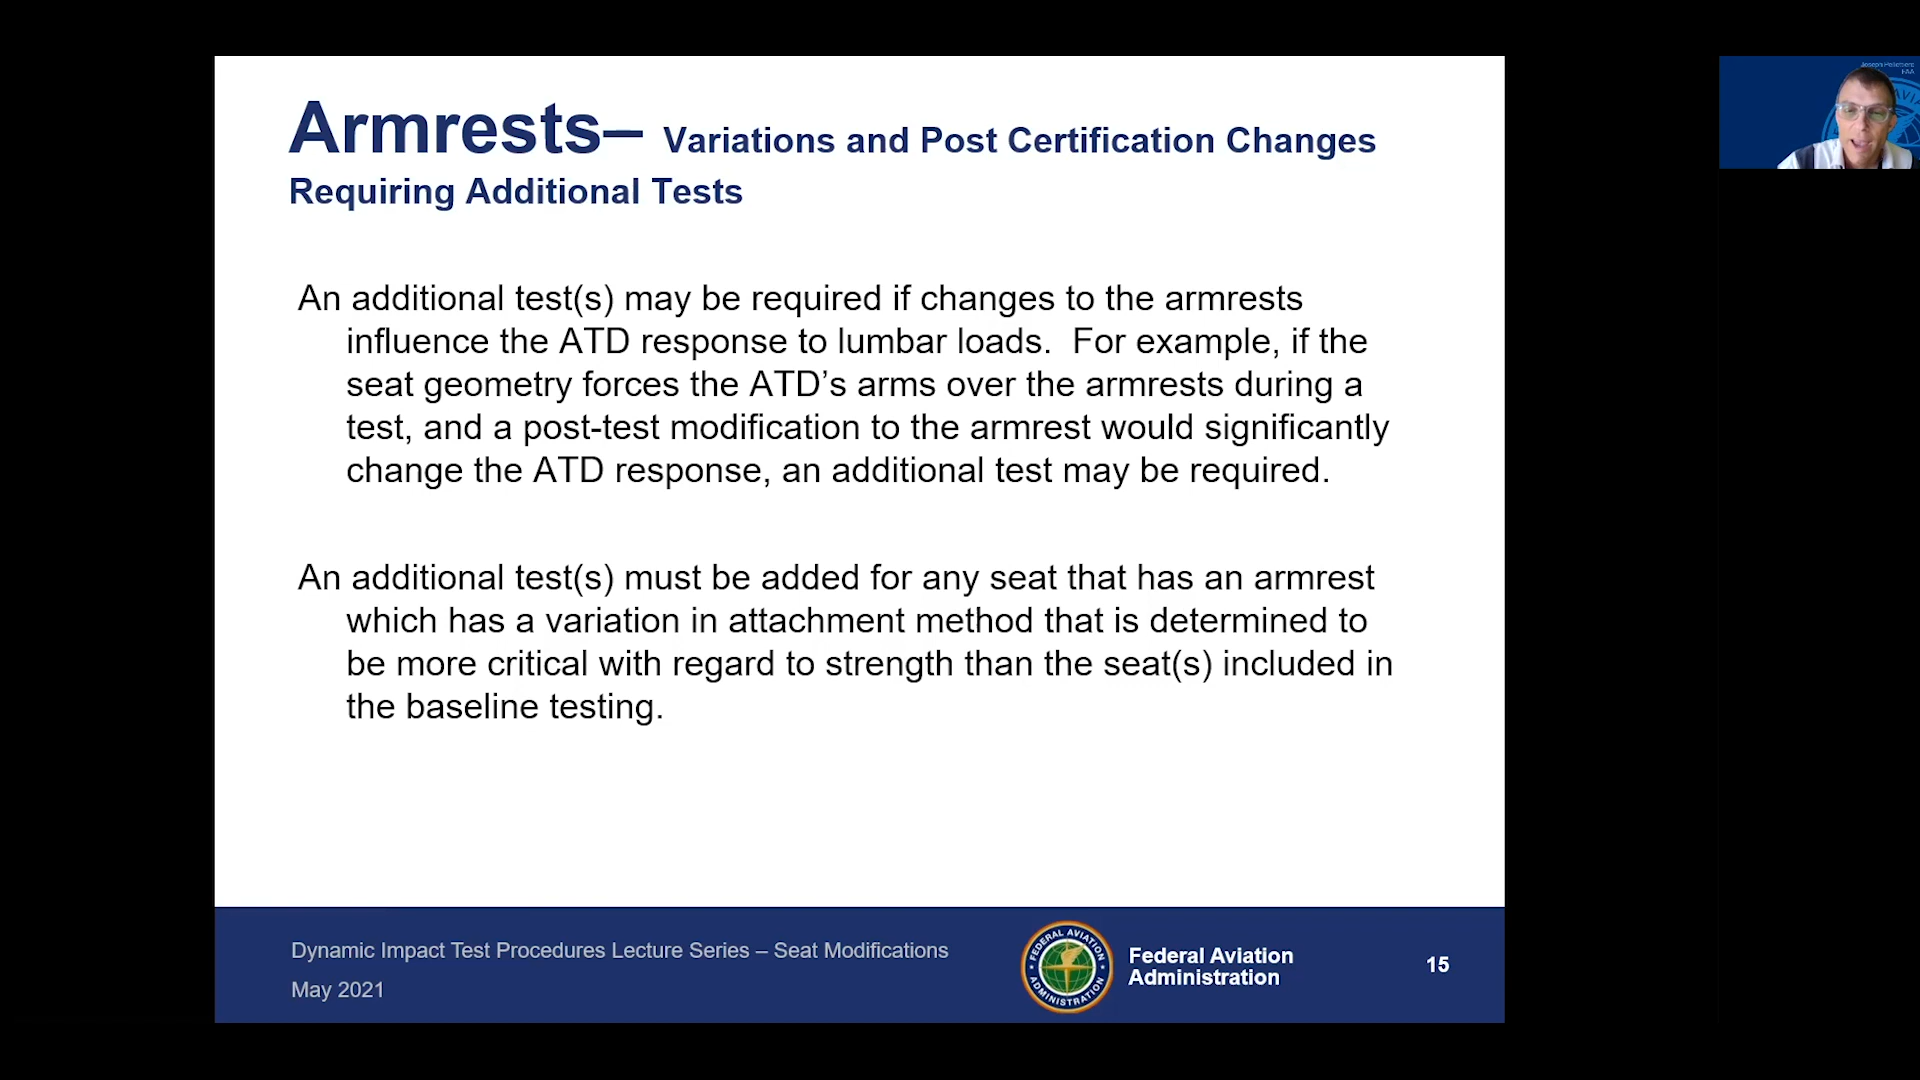 Armrests– Variations and Post Certification Changes
Requiring Additional Tests
An additional test(s) may be required if changes to the armrests
influence the ATD response to lumbar loads.  For example, if the
seat geometry forces the ATD’s arms over the armrests during a
test, and a post-test modification to the armrest would significantly
change the ATD response, an additional test may be required.
An additional test(s) must be added for any seat that has an armrest
which has a variation in attachment method that is determined to
be more critical with regard to strength than the seat(s) included in
the baseline testing.
Dynamic Impact Test Procedures Lecture Series – Seat Modifications
May 2021
FEDERAL AVIATION
ADMINISTRATION
Federal Aviation
Administration
15
FAA